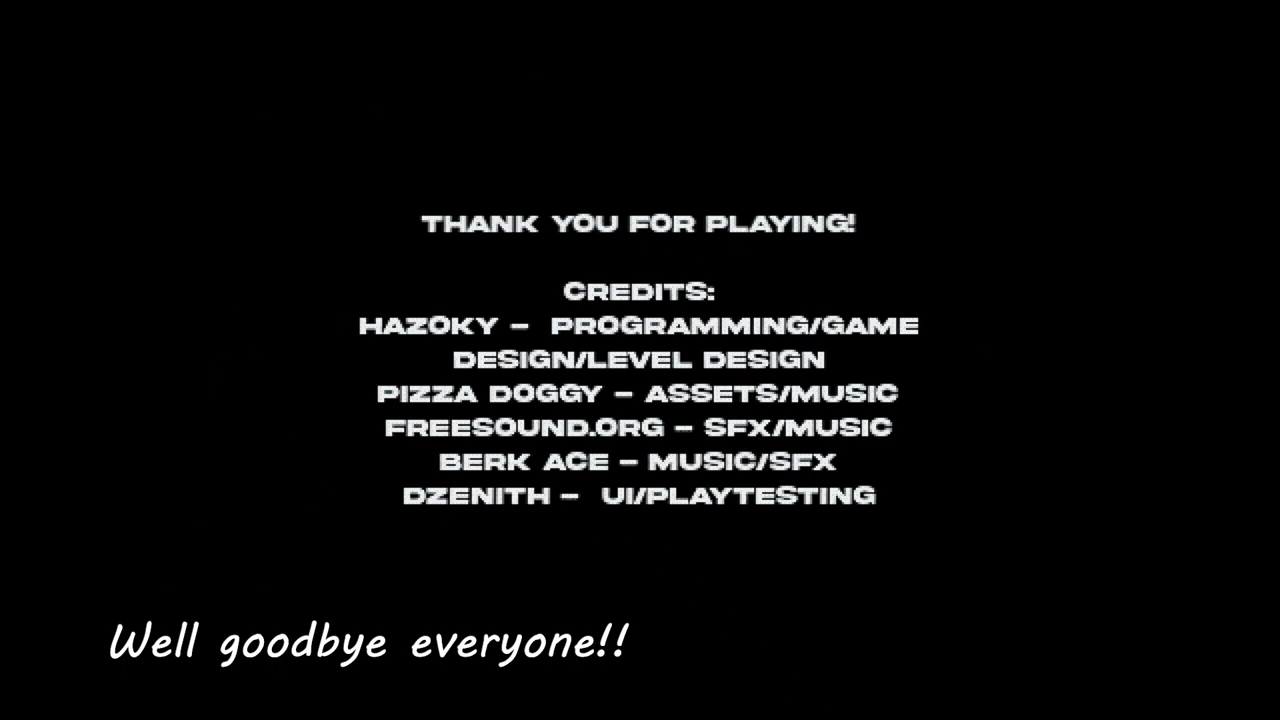 THANK YOU FOR PLAYING!
CREDITS:
HAZOKY - PROGRAMMING/GAME
DESIGN/LEVEL DESIGN
PIZZA DOGGY - ASSETS/MUSIC
FREESOUND.ORG - SFX/MUSIC
BERK ACE - MUSIC/SFX
DZENITH - UI/PLAYTESTING
Well goodbye everyone!!